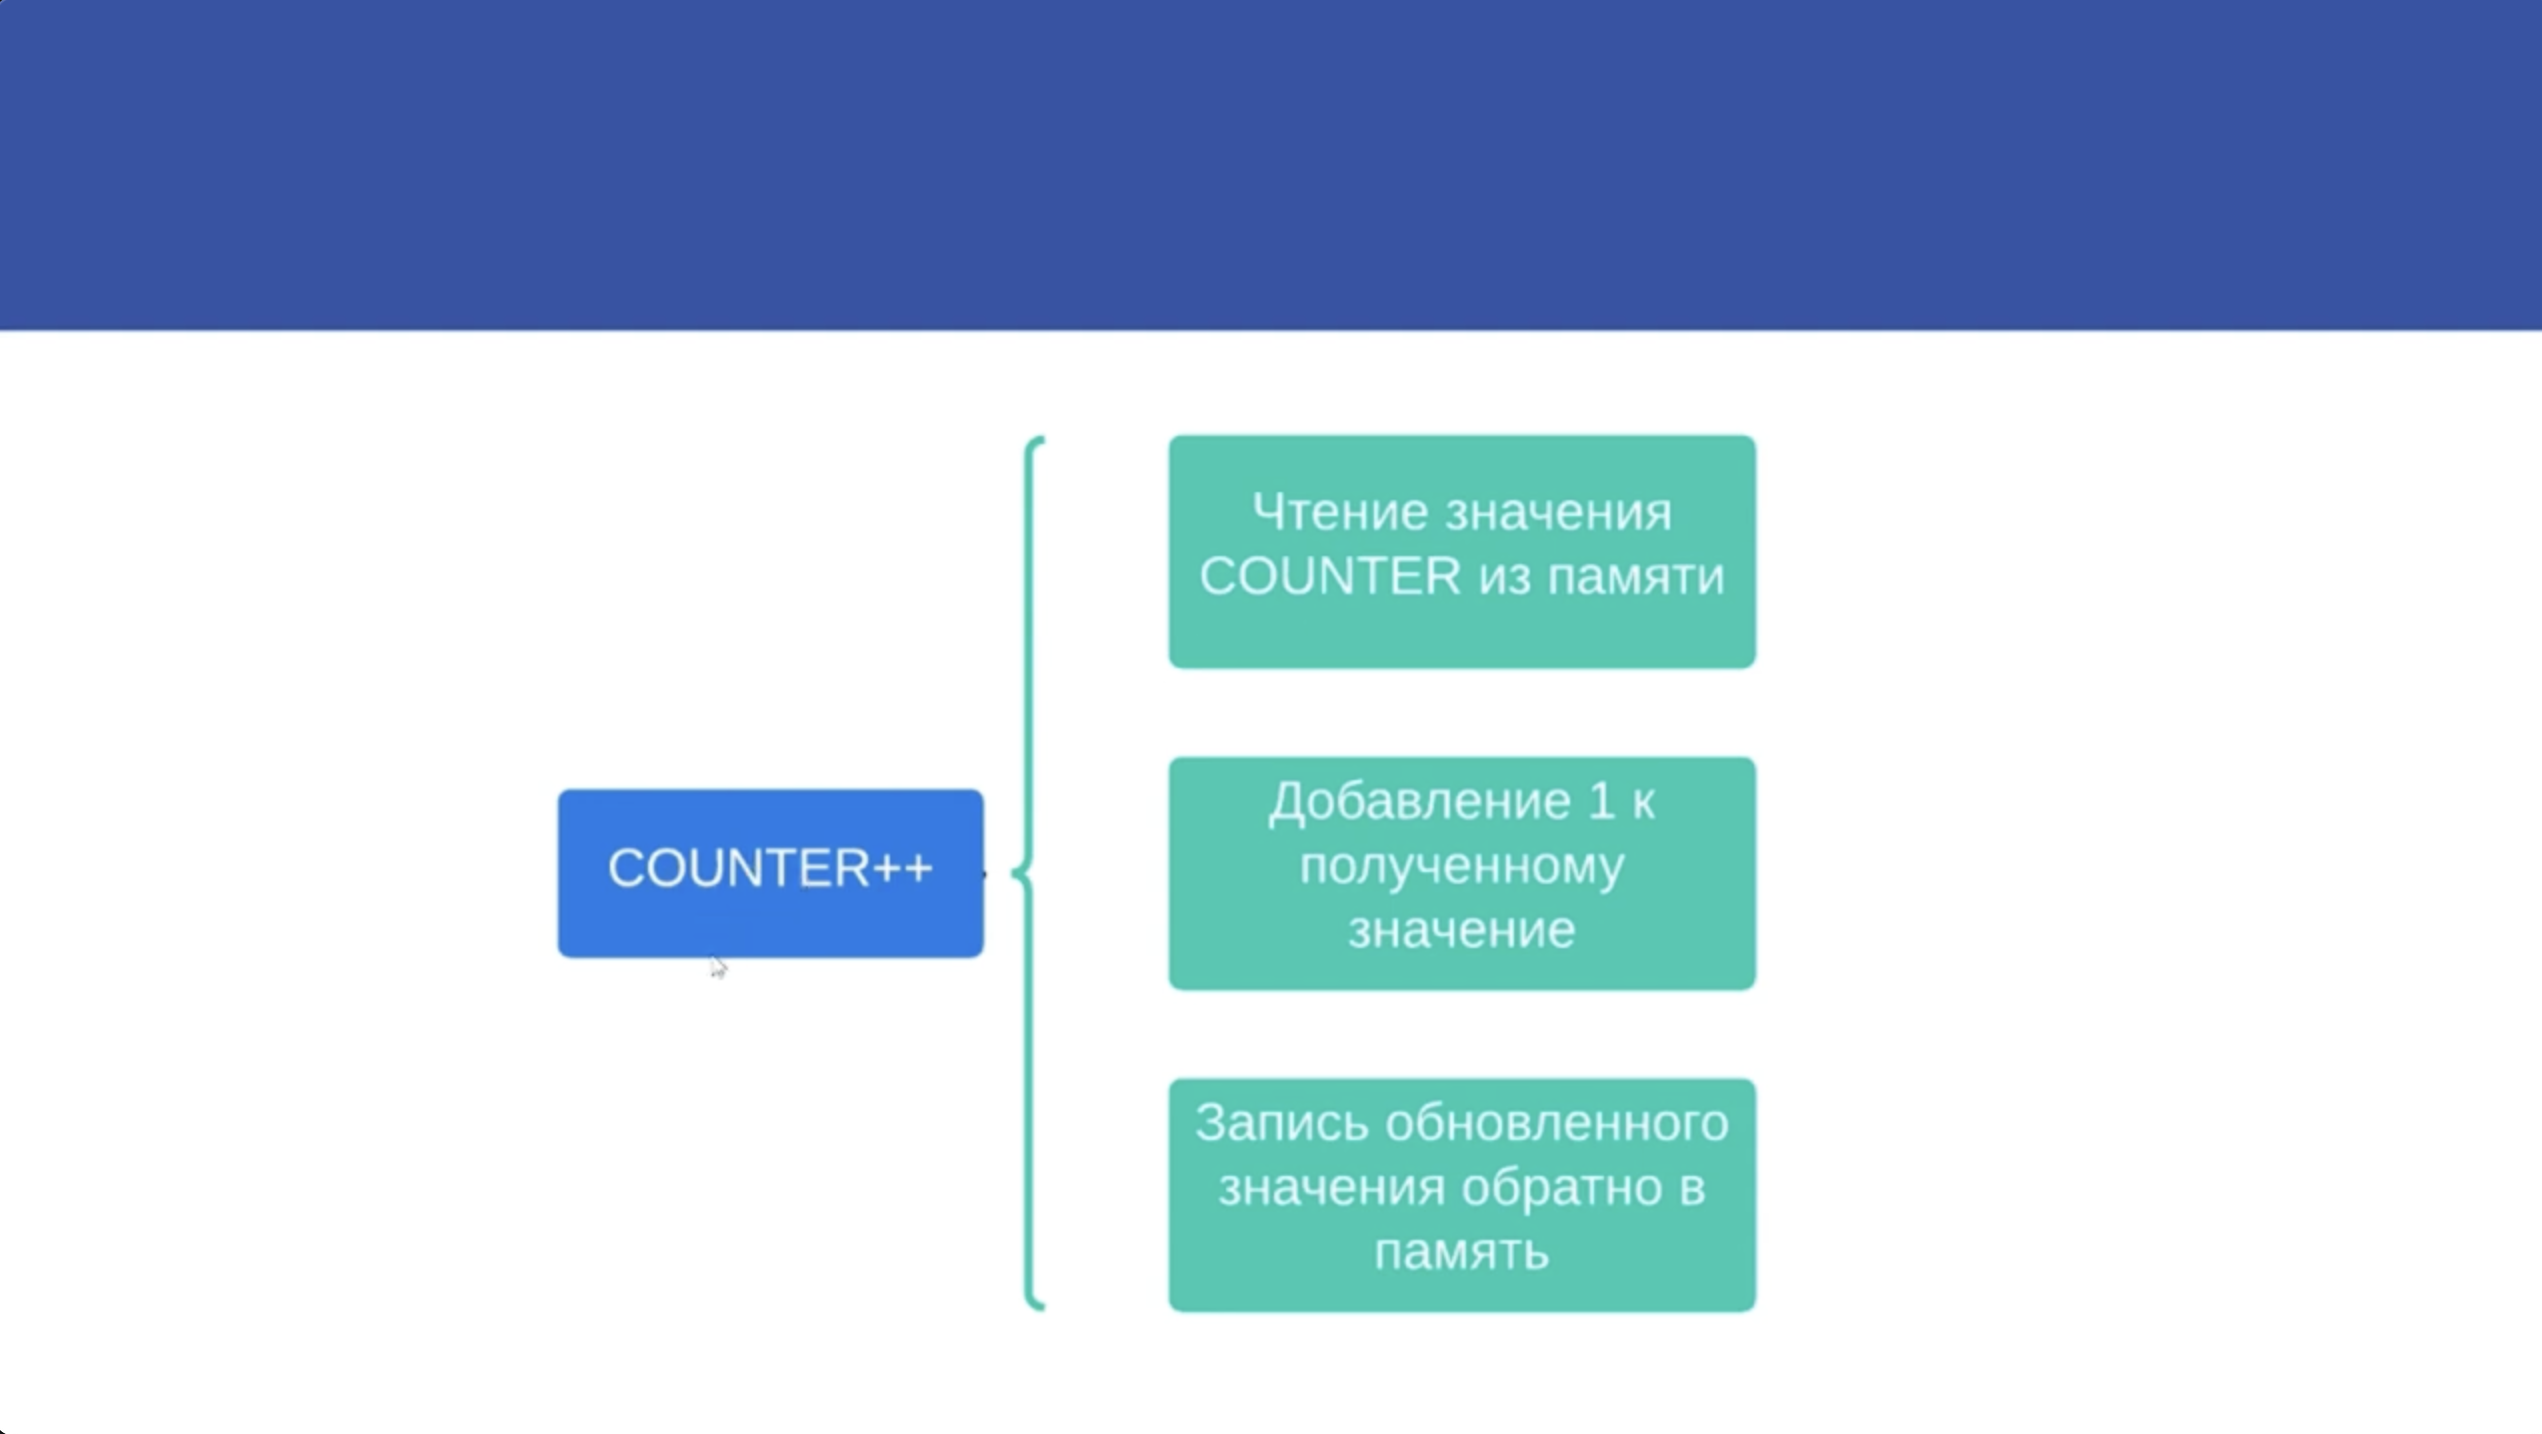 Чтение значения
COUNTER из памяти
COUNTER++
Добавление 1 к
полученному
значение
Запись обновленного
значения обратно в
память